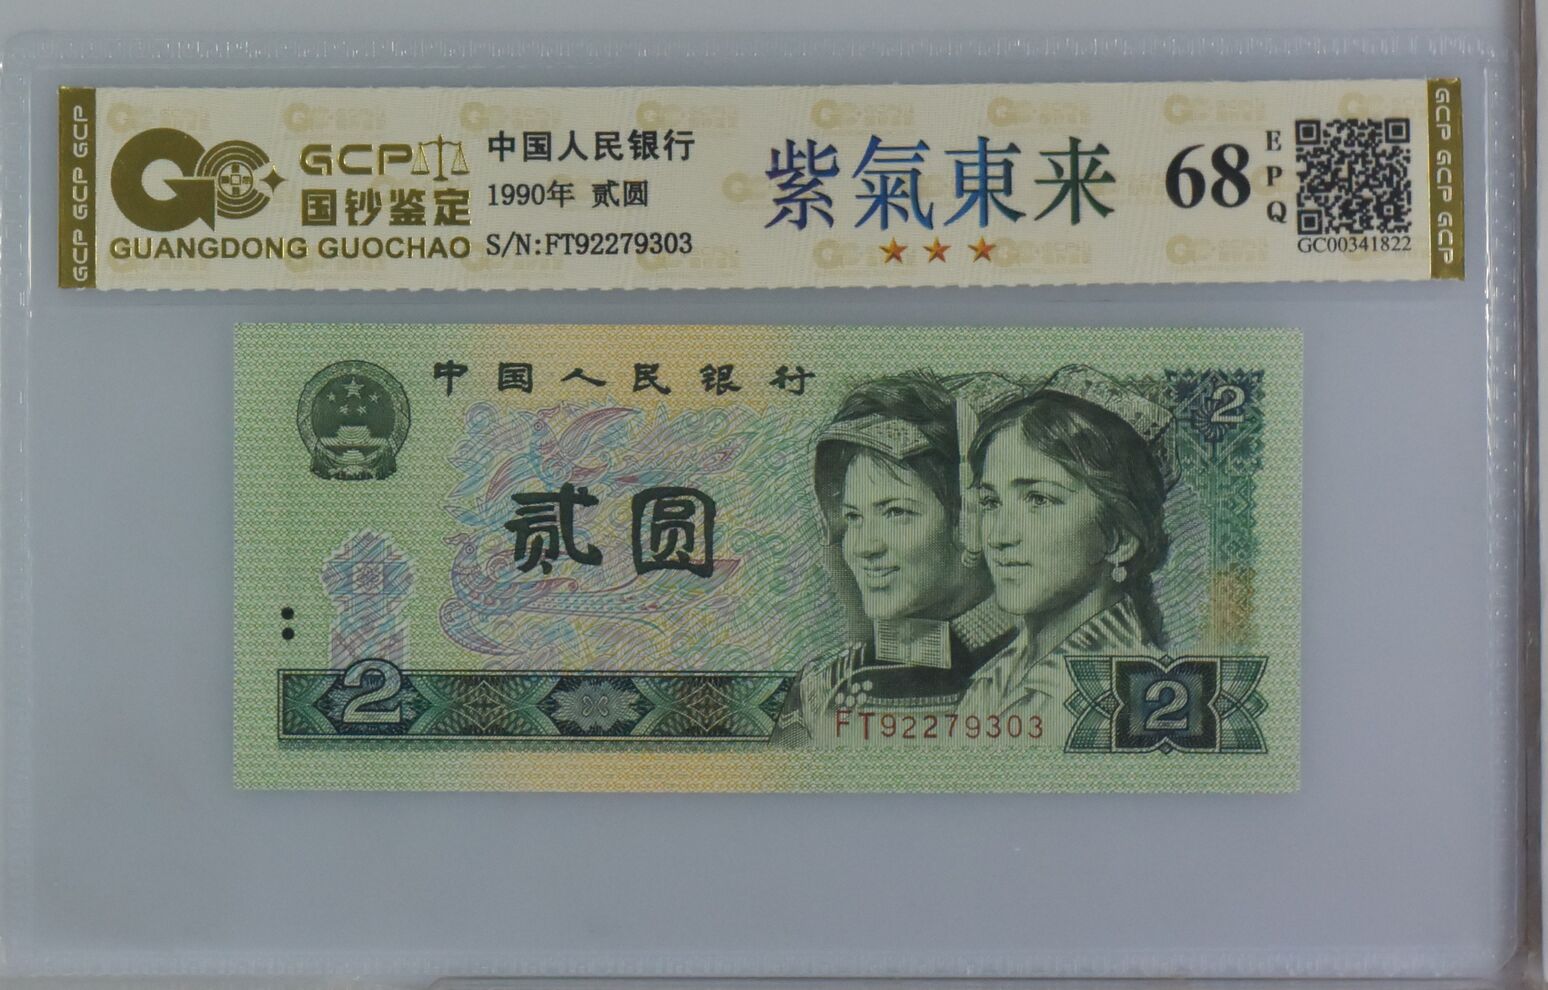 GCP GCP GCP
GCP
国钞鉴定
GUANGDONG GUOCHAO
中国人民银行
1990年 贰圆
S/N:FT92279303
紫氣東来
68
EPQ
GC00341822
GCP GCP GCP
中国人民银行
2
贰圆
2
FT92279303
2